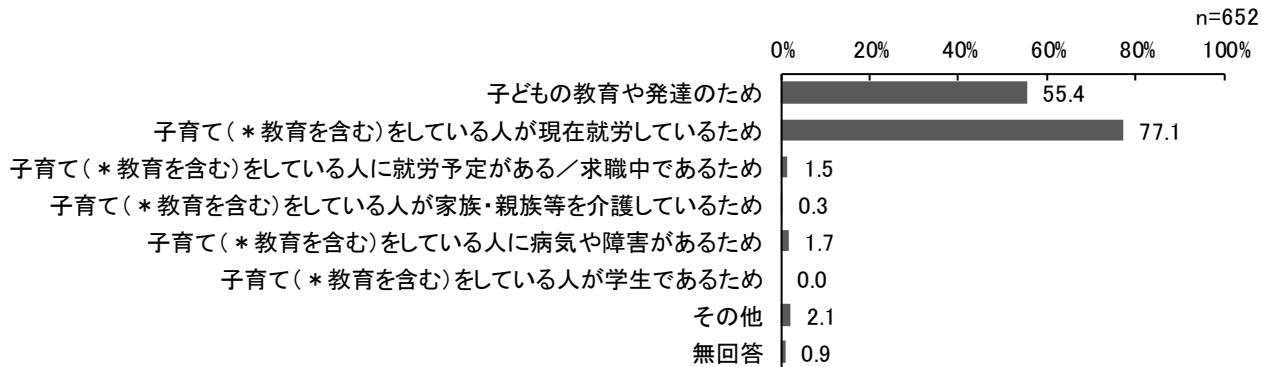 n=652
0% 20% 40% 60% 80% 100%
子どもの教育や発達のため 55.4
子育て(*教育を含む)をしている人が現在就労しているため 77.1
子育て(*教育を含む)をしている人に就労予定がある/求職中であるため 1.5
子育て(*教育を含む)をしている人が家族・親族等を介護しているため 0.3
子育て(*教育を含む)をしている人に病気や障害があるため 1.7
子育て(*教育を含む)をしている人が学生であるため 0.0
その他 2.1
無回答 0.9